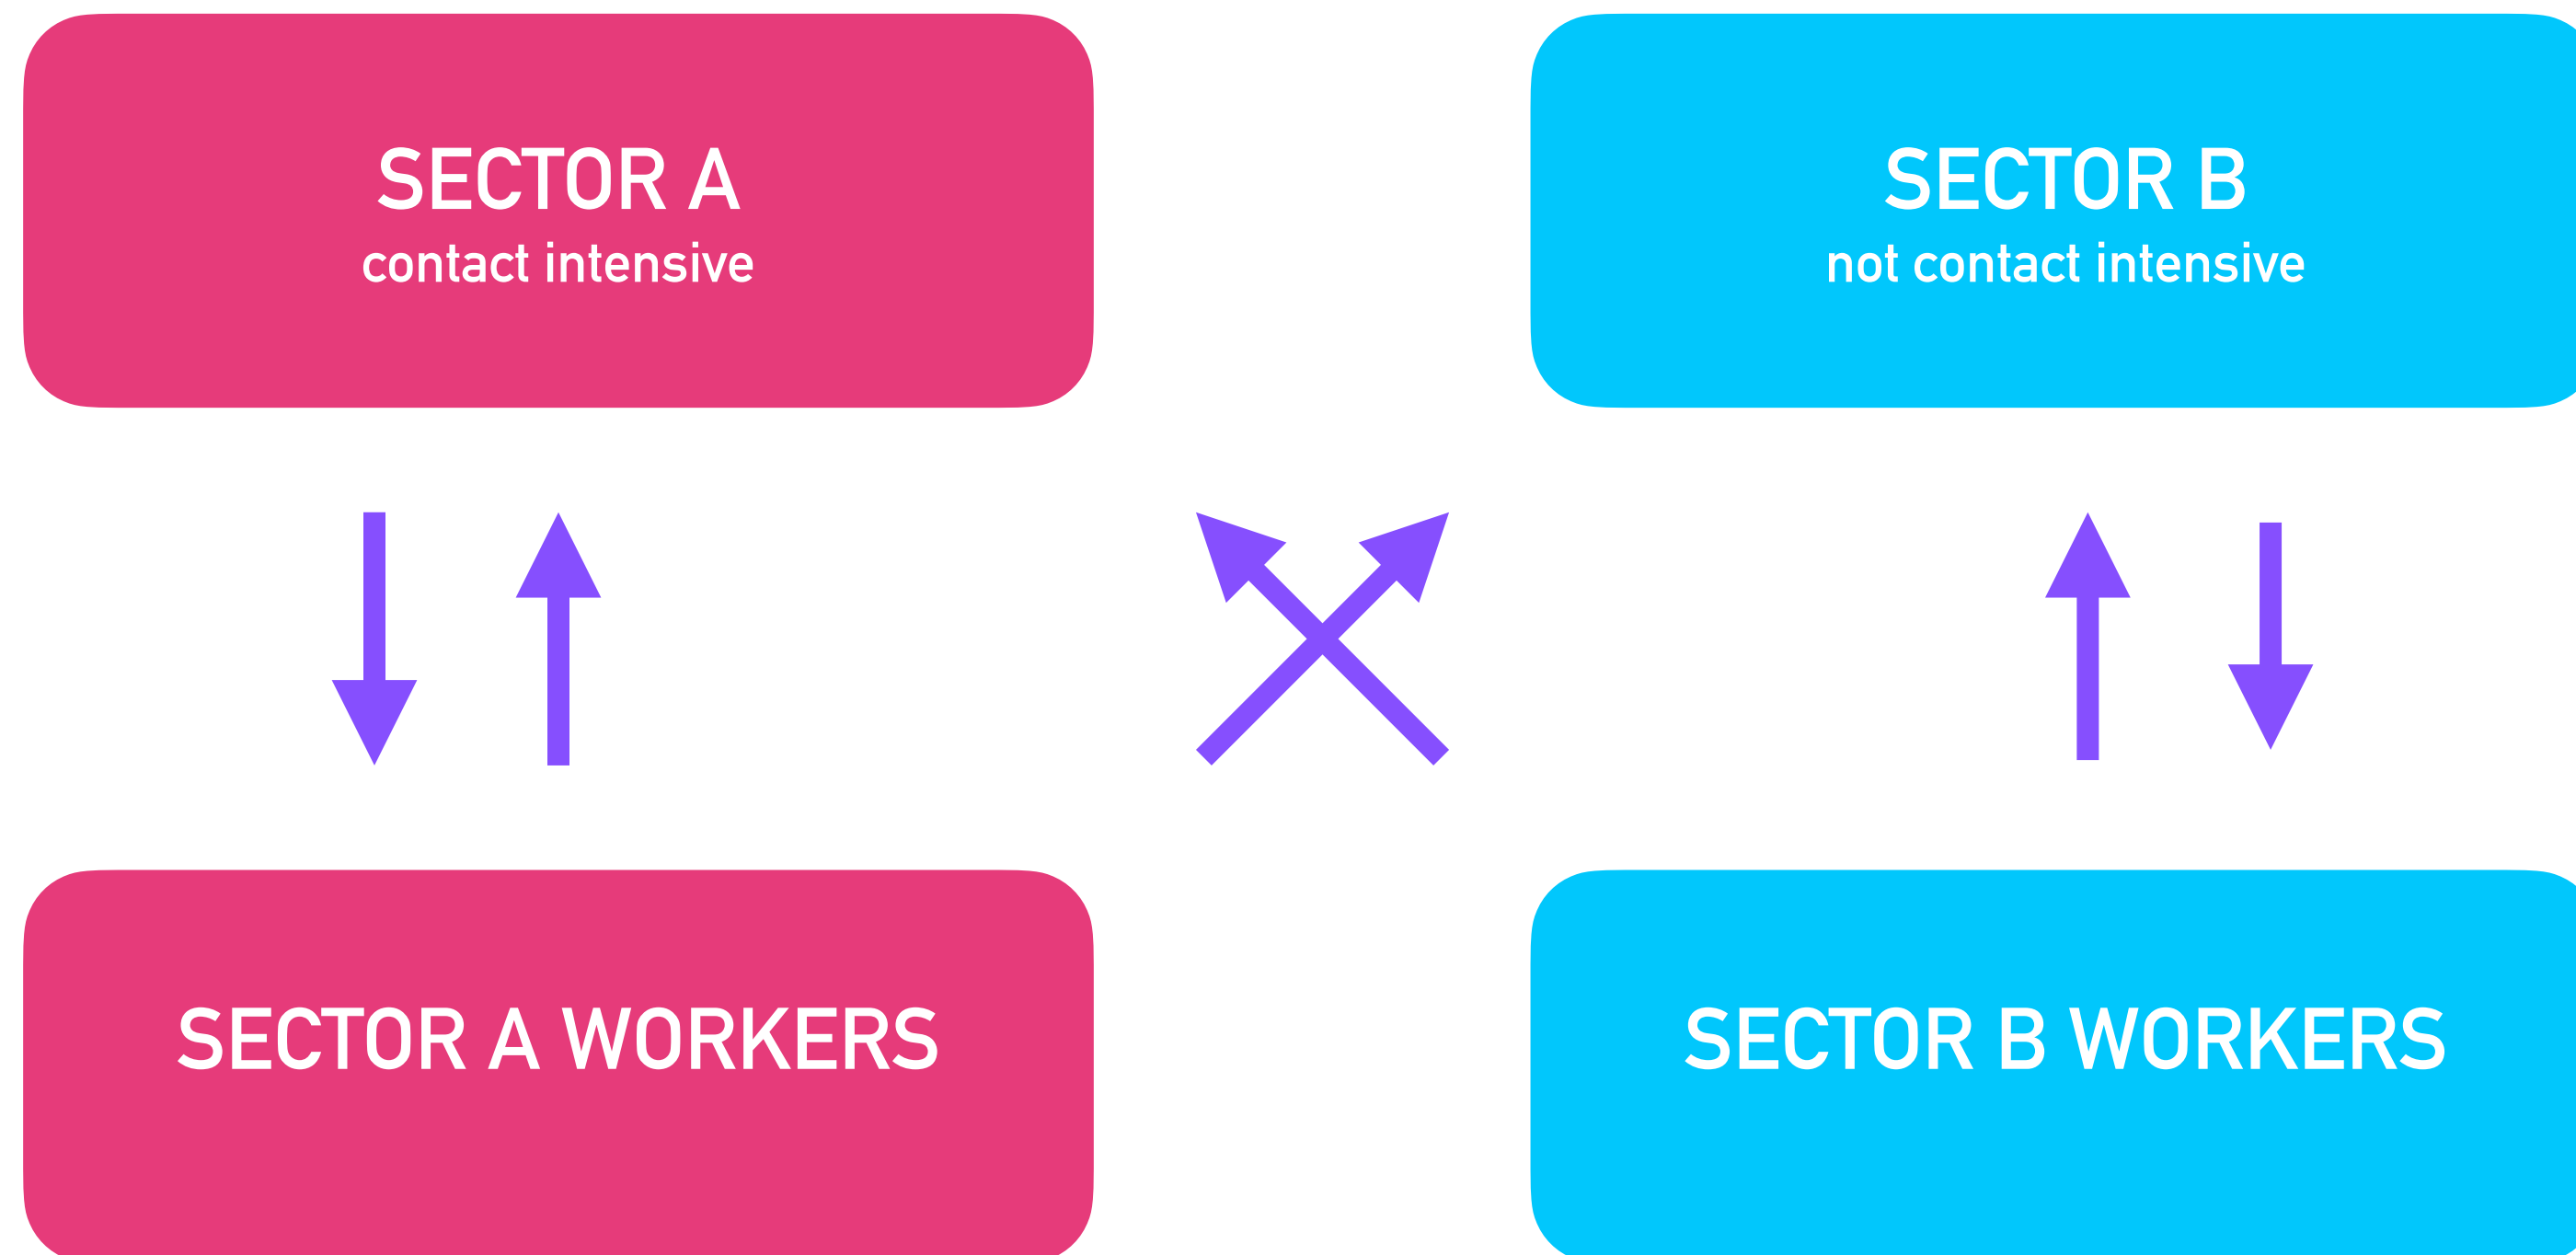 SECTOR A
contact intensive
SECTOR B
not contact intensive
SECTOR A WORKERS
SECTOR B WORKERS